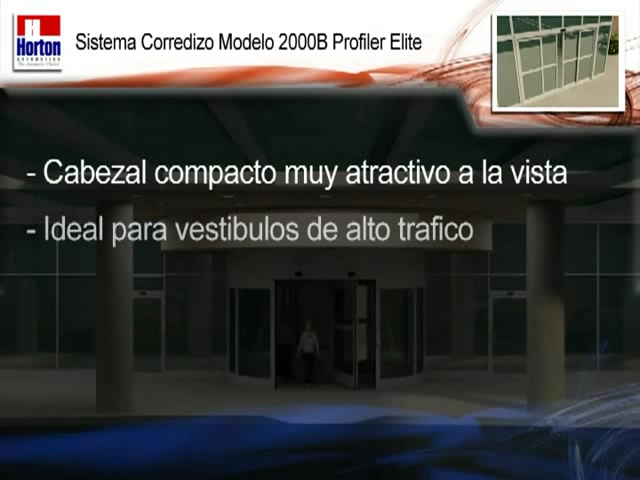 H
Horton
AUTOMATICS
Sistema Corredizo Modelo 2000B Profiler Elite
- Cabezal compacto muy atractivo a la vista
- Ideal para vestibulos de alto trafico